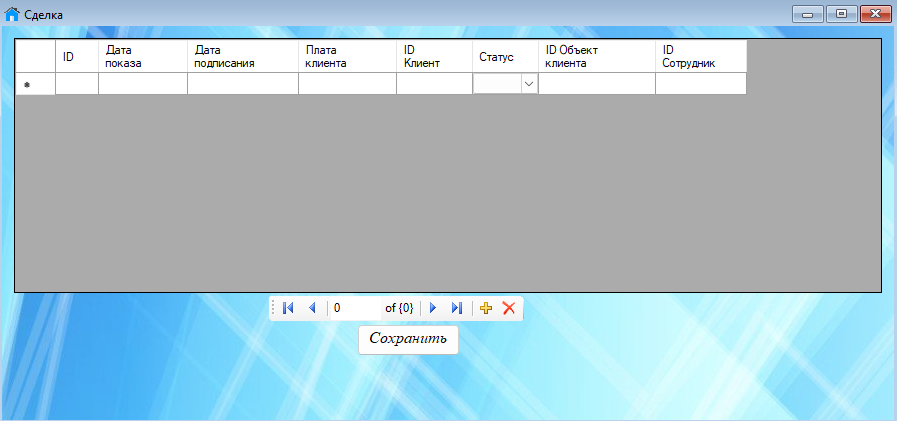 Сделка
ID
Дата
показа
Дата
подписания
Плата
клиента
ID
Клиент
Статус
ID Объект
клиента
ID
Сотрудник
0 of {0}
Сохранить